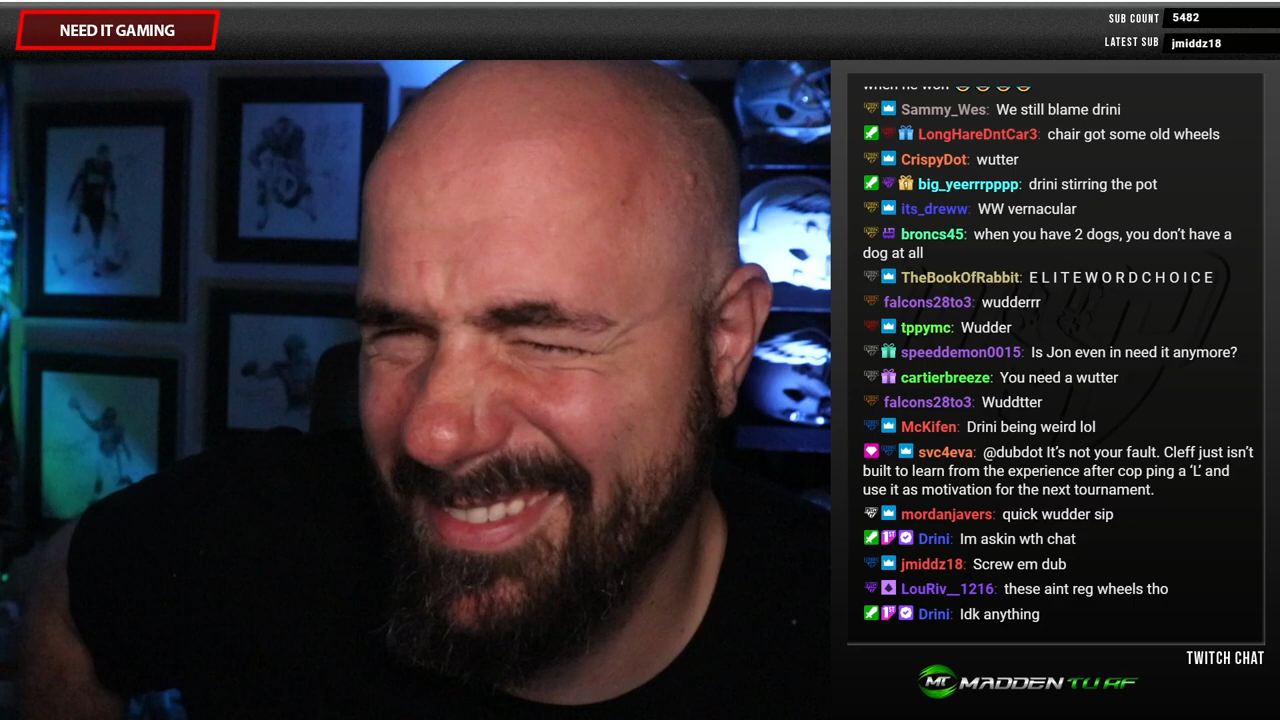 NEED IT GAMING
SUB COUNT 5482
LATEST SUB jmiddz18
when he won
Sammy_Wes: We still blame drini
LongHareDntCar3: chair got some old wheels
CrispyDot: wutter
big_yeerrrpppp: drini stirring the pot
its_dreww: WW vernacular
broncs45: when you have 2 dogs, you don't have a
dog at all
TheBookOfRabbit: E L I T E W O R D C H O I C E
falcons28to3: wudderrr
tppymc: Wudder
speeddemon0015: Is Jon even in need it anymore?
cartierbreeze: You need a wutter
falcons28to3: Wuddtter
McKifen: Drini being weird lol
svc4eva: @dubdot It's not your fault. Cleff just isn't
built to learn from the experience after cop ping a 'L' and
use it as motivation for the next tournament.
mordanjavers: quick wudder sip
Drini: Im askin wth chat
jmiddz18: Screw em dub
LouRiv__1216: these aint reg wheels tho
Drini: Idk anything
TWITCH CHAT
MT MADDEN TURF